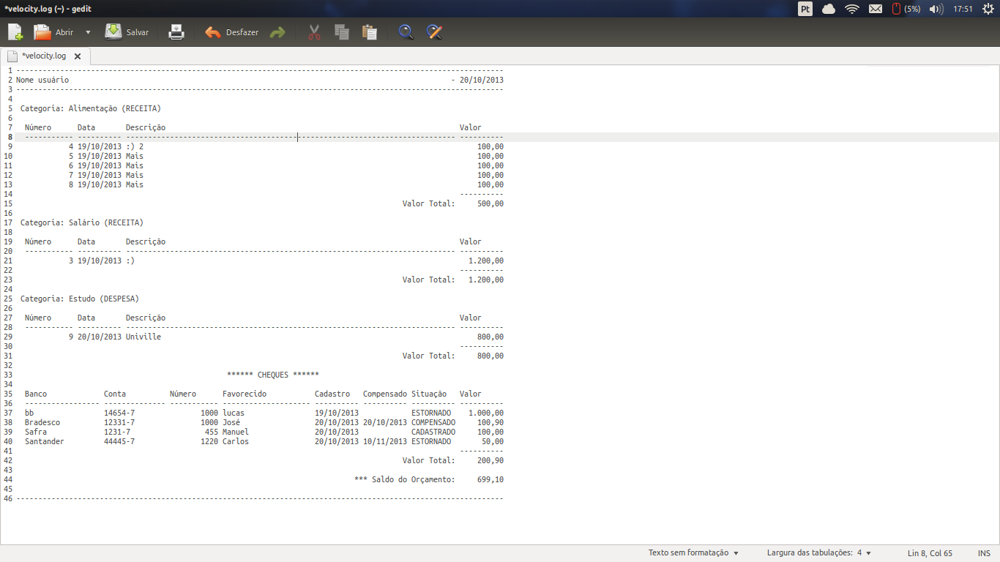 *velocity.log (~) - gedit
Pt (5%) 17:51
Abrir Salvar Desfazer
*velocity.log
1 ---------------------------------------------------------------------------------------------------------------
2 Nome usuário - 20/10/2013
3 ---------------------------------------------------------------------------------------------------------------
4
5 Categoria: Alimentação (RECEITA)
6
7 Número Data Descrição Valor
8 ----------- ---------- --------------------------------------------------------------------------- ----------
9 4 19/10/2013 :) 2 100,00
10 5 19/10/2013 Mais 100,00
11 6 19/10/2013 Mais 100,00
12 7 19/10/2013 Mais 100,00
13 8 19/10/2013 Mais 100,00
14 ----------
15 Valor Total: 500,00
16
17 Categoria: Salário (RECEITA)
18
19 Número Data Descrição Valor
20 ----------- ---------- --------------------------------------------------------------------------- ----------
21 3 19/10/2013 :) 1.200,00
22 ----------
23 Valor Total: 1.200,00
24
25 Categoria: Estudo (DESPESA)
26
27 Número Data Descrição Valor
28 ----------- ---------- --------------------------------------------------------------------------- ----------
29 9 20/10/2013 Univille 800,00
30 ----------
31 Valor Total: 800,00
32
33 ****** CHEQUES ******
34
35 Banco Conta Número Favorecido Cadastro Compensado Situação Valor
36 ----------------- -------------- ----------- -------------------- ---------- ---------- ---------- ----------
37 bb 14654-7 1000 lucas 19/10/2013 ESTORNADO 1.000,00
38 Bradesco 12331-7 1000 José 20/10/2013 20/10/2013 COMPENSADO 100,90
39 Safra 1231-7 455 Manuel 20/10/2013 CADASTRADO 100,00
40 Santander 44445-7 1220 Carlos 20/10/2013 10/11/2013 ESTORNADO 50,00
41 ----------
42 Valor Total: 200,90
43
44 *** Saldo do Orçamento: 699,10
45
46 ---------------------------------------------------------------------------------------------------------------
Texto sem formatação Largura das tabulações: 4 Lin 8, Col 65 INS